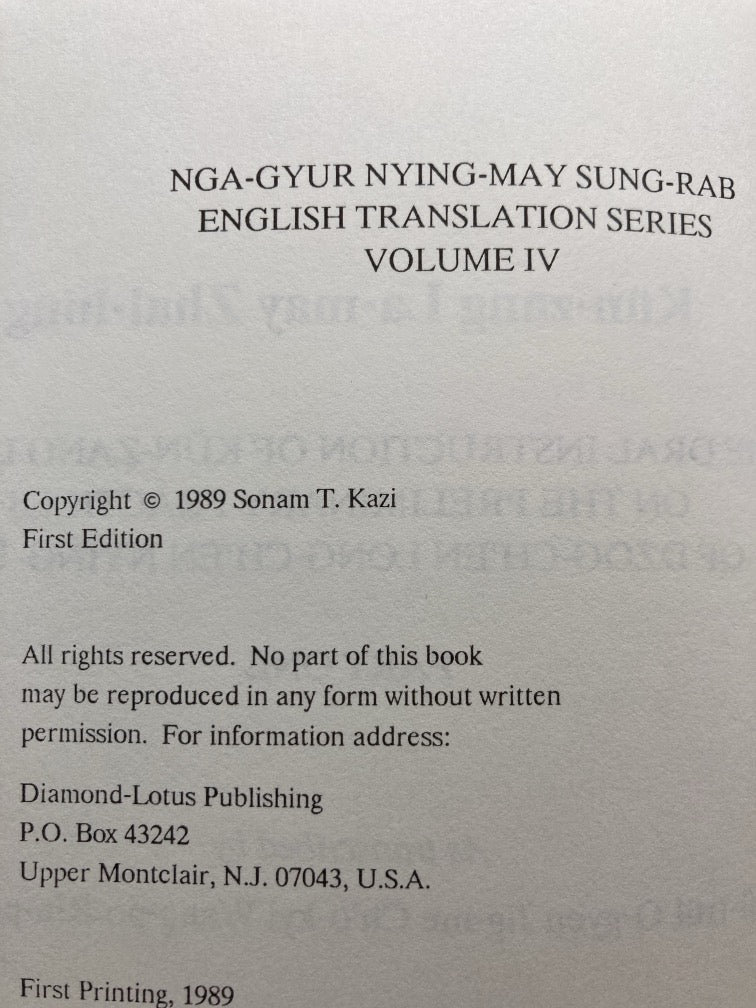 NGA-GYUR NYING-MAY SUNG-RAB
ENGLISH TRANSLATION SERIES
VOLUME IV
Copyright © 1989 Sonam T. Kazi
First Edition
All rights reserved. No part of this book
may be reproduced in any form without written
permission. For information address:
Diamond-Lotus Publishing
P.O. Box 43242
Upper Montclair, N.J. 07043, U.S.A.
First Printing, 1989